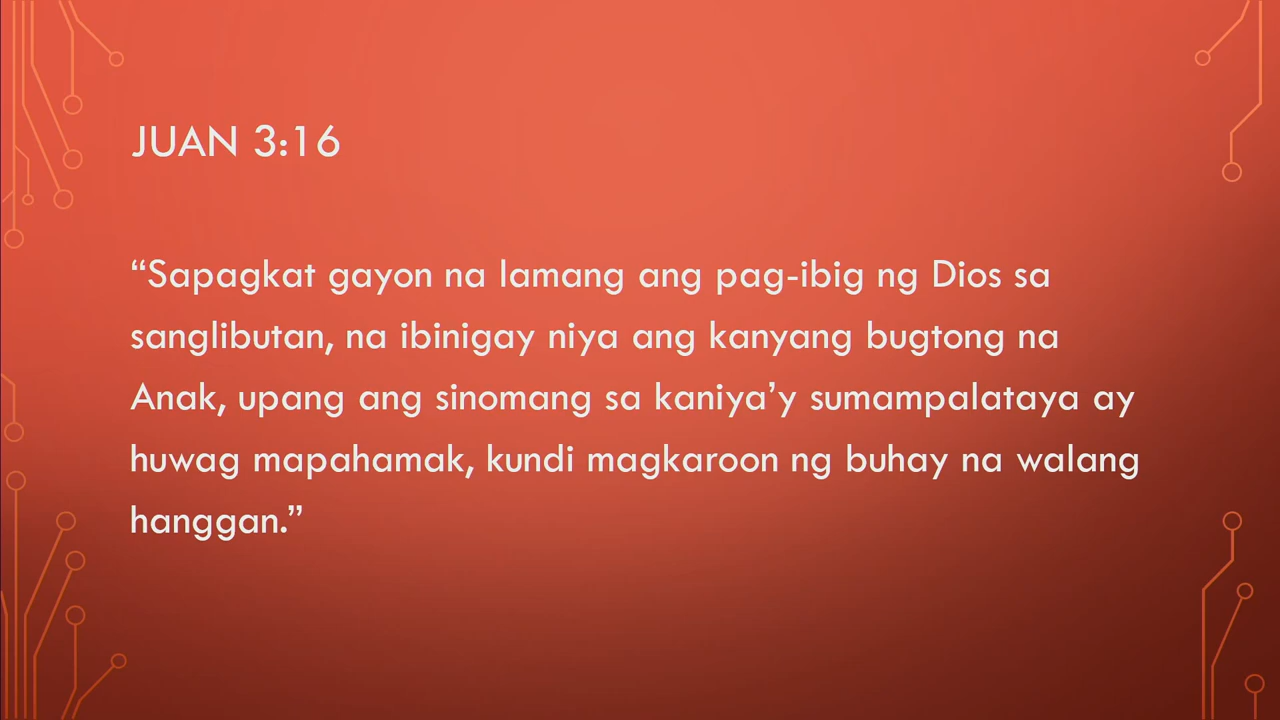 JUAN 3:16
“Sapagkat gayon na lamang ang pag-ibig ng Dios sa
sanglibutan, na ibinigay niya ang kanyang bugtong na
Anak, upang ang sinomang sa kaniya’y sumampalataya ay
huwag mapahamak, kundi magkaroon ng buhay na walang
hanggan.”